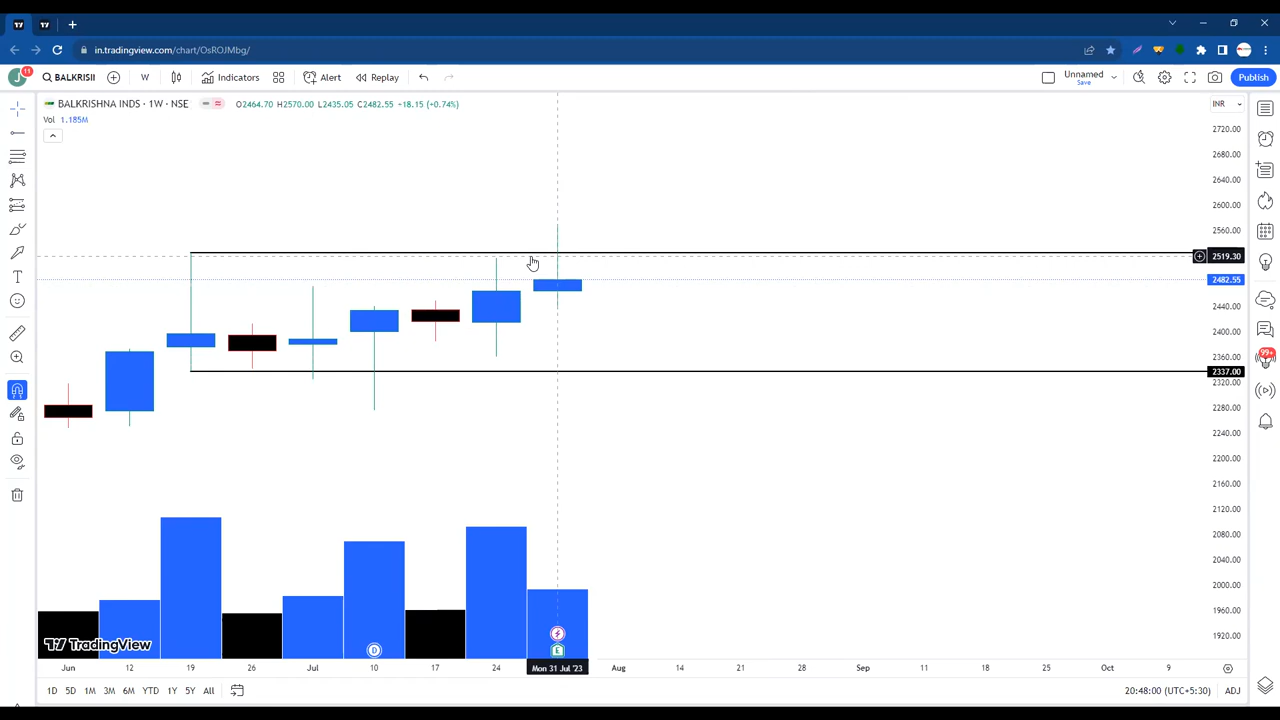 in.tradingview.com/chart/OsROJMbg/
J 11 BALKRISII W Indicators Alert Replay Unnamed Save Publish
BALKRISHNA INDS · 1W · NSE O2464.70 H2570.00 L2435.05 C2482.55 −18.15 (+0.74%) INR
Vol 1.185M
2720.00
2680.00
2640.00
2600.00
2560.00
2519.30
2482.55
2440.00
2400.00
2360.00
2337.00
2320.00
2280.00
2240.00
2200.00
2160.00
2120.00
2080.00
2040.00
2000.00
1960.00
1920.00
99+
D E
TradingView
Jun 12 19 26 Jul 10 17 24 Mon 31 Jul '23 Aug 14 21 28 Sep 11 18 25 Oct 9
1D 5D 1M 3M 6M YTD 1Y 5Y All 20:48:00 (UTC+5:30) ADJ